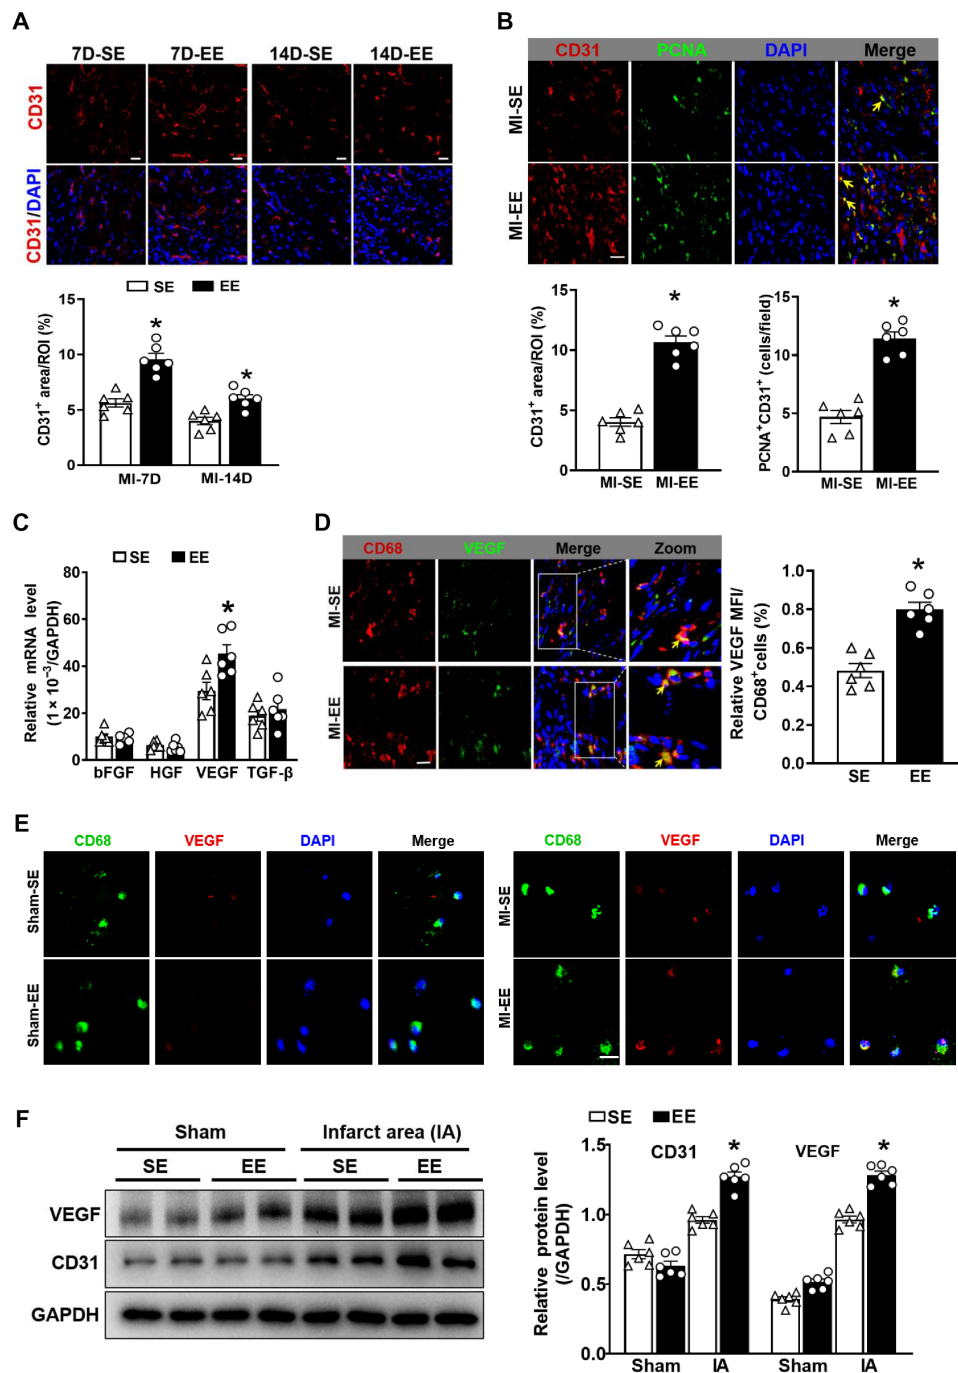 A
7D-SE 7D-EE 14D-SE 14D-EE
CD31
CD31/DAPI
SE EE
CD31+ area/ROI (%)
15
10
5
0
* *
MI-7D MI-14D
B
CD31 PCNA DAPI Merge
MI-SE
MI-EE
CD31+ area/ROI (%)
15
10
5
0
*
MI-SE MI-EE
PCNA+CD31+ (cells/field)
15
10
5
0
*
MI-SE MI-EE
C
SE EE
Relative mRNA level
(1 × 10−3/GAPDH)
80
60
40
20
0
*
bFGF HGF VEGF TGF-β
D
CD68 VEGF Merge Zoom
MI-SE
MI-EE
Relative VEGF MFI/
CD68+ cells (%)
1.0
0.8
0.6
0.4
0.2
0.0
*
SE EE
E
CD68 VEGF DAPI Merge
Sham-SE
Sham-EE
CD68 VEGF DAPI Merge
MI-SE
MI-EE
F
Sham Infarct area (IA)
SE EE SE EE
VEGF
CD31
GAPDH
SE EE
Relative protein level
(/GAPDH)
1.5
1.0
0.5
0.0
CD31 * VEGF *
Sham IA Sham IA